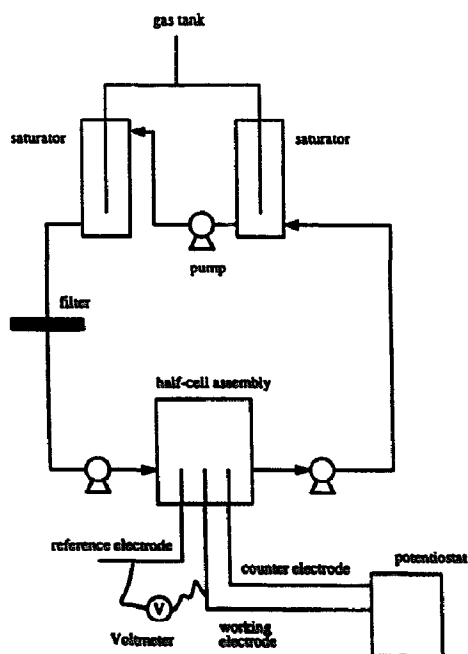 gas tank
saturator
saturator
pump
filter
half-cell assembly
reference electrode
counter electrode
potentiostat
V
Voltmeter
working
electrode